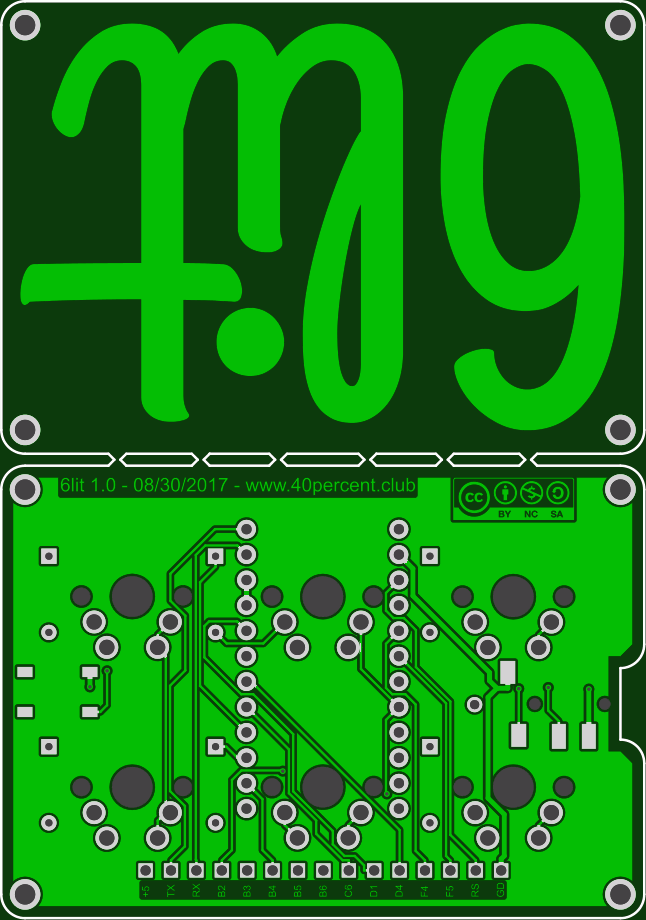 6lit
6lit 1.0 - 08/30/2017 - www.40percent.club
cc
BY NC SA
+5 TX RX B2 B3 B4 B5 B6 C6 D1 D4 F4 F5 RS GD